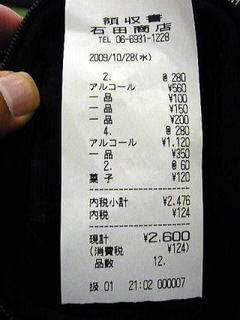 領収書
石田商店
TEL 06-6931-1228
2009/10/28(水)
2. @ 280
アルコール ¥560
一品 ¥100
一品 ¥150
一品 ¥200
4. @ 280
アルコール ¥1,120
一品 ¥350
2. @ 60
菓子 ¥120
内税小計 ¥2,476
内税 ¥124
現計 ¥2,600
(消費税 ¥124)
品数 12.
扱 01 21:02 000007